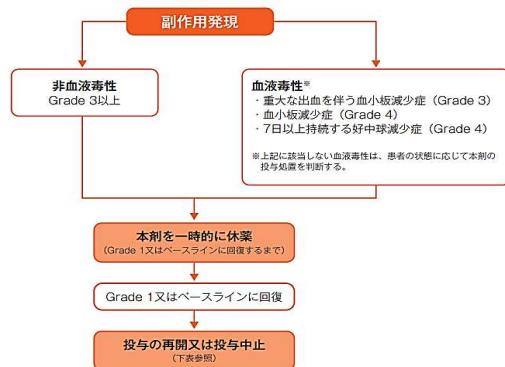 副作用発現
非血液毒性
Grade 3以上
血液毒性※
・重大な出血を伴う血小板減少症（Grade 3）
・血小板減少症（Grade 4）
・7日以上持続する好中球減少症（Grade 4）
※上記に該当しない血液毒性は、患者の状態に応じて本剤の
投与処置を判断する。
本剤を一時的に休薬
（Grade 1又はベースラインに回復するまで）
Grade 1又はベースラインに回復
投与の再開又は投与中止
（下表参照）